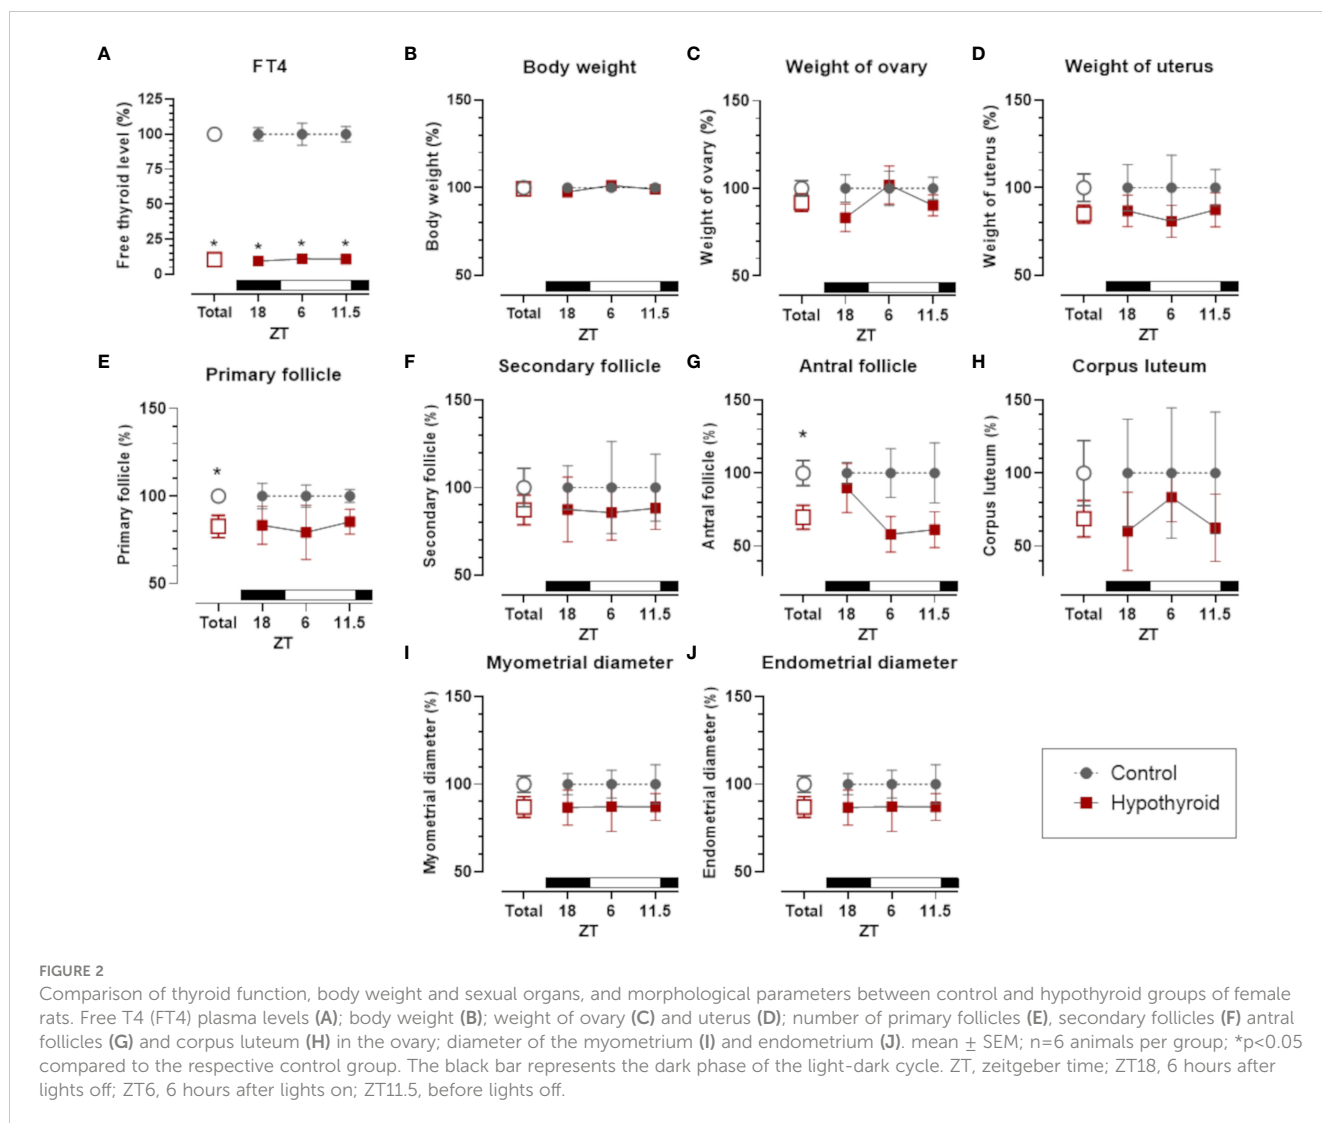 A
FT4
Free thyroid level (%)
125
100
75
50
25
0
*
*
*
*
Total 18 6 11.5
ZT
B
Body weight
Body weight (%)
150
100
50
Total 18 6 11.5
ZT
C
Weight of ovary
Weight of ovary (%)
150
100
50
Total 18 6 11.5
ZT
D
Weight of uterus
Weight of uterus (%)
150
100
50
Total 18 6 11.5
ZT
E
Primary follicle
Primary follicle (%)
150
100
50
*
Total 18 6 11.5
ZT
F
Secondary follicle
Secondary follicle (%)
150
100
50
Total 18 6 11.5
ZT
G
Antral follicle
Antral follicle (%)
150
100
50
*
Total 18 6 11.5
ZT
H
Corpus luteum
Corpus luteum (%)
150
100
50
Total 18 6 11.5
ZT
I
Myometrial diameter
Myometrial diameter (%)
150
100
50
Total 18 6 11.5
ZT
J
Endometrial diameter
Endometrial diameter (%)
150
100
50
Total 18 6 11.5
ZT
Control
Hypothyroid
FIGURE 2
Comparison of thyroid function, body weight and sexual organs, and morphological parameters between control and hypothyroid groups of female
rats. Free T4 (FT4) plasma levels (A); body weight (B); weight of ovary (C) and uterus (D); number of primary follicles (E), secondary follicles (F) antral
follicles (G) and corpus luteum (H) in the ovary; diameter of the myometrium (I) and endometrium (J). mean ± SEM; n=6 animals per group; *p<0.05
compared to the respective control group. The black bar represents the dark phase of the light-dark cycle. ZT, zeitgeber time; ZT18, 6 hours after
lights off; ZT6, 6 hours after lights on; ZT11.5, before lights off.